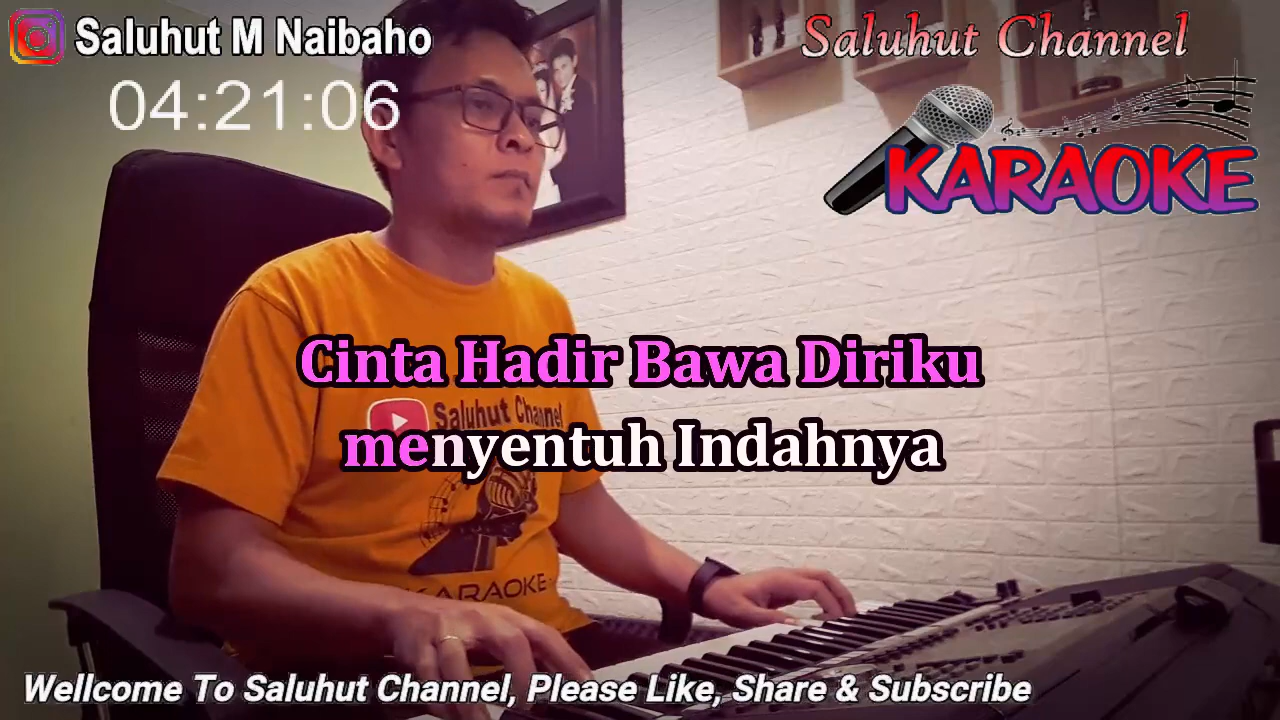 Saluhut M Naibaho
Saluhut Channel
04:21:06
KARAOKE
Cinta Hadir Bawa Diriku
Saluhut Channel
menyentuh Indahnya
KARAOKE
Wellcome To Saluhut Channel, Please Like, Share & Subscribe